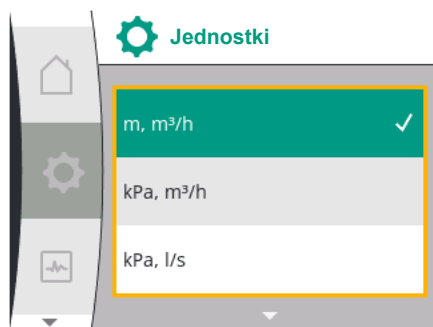 Jednostki
m, m³/h
kPa, m³/h
kPa, l/s